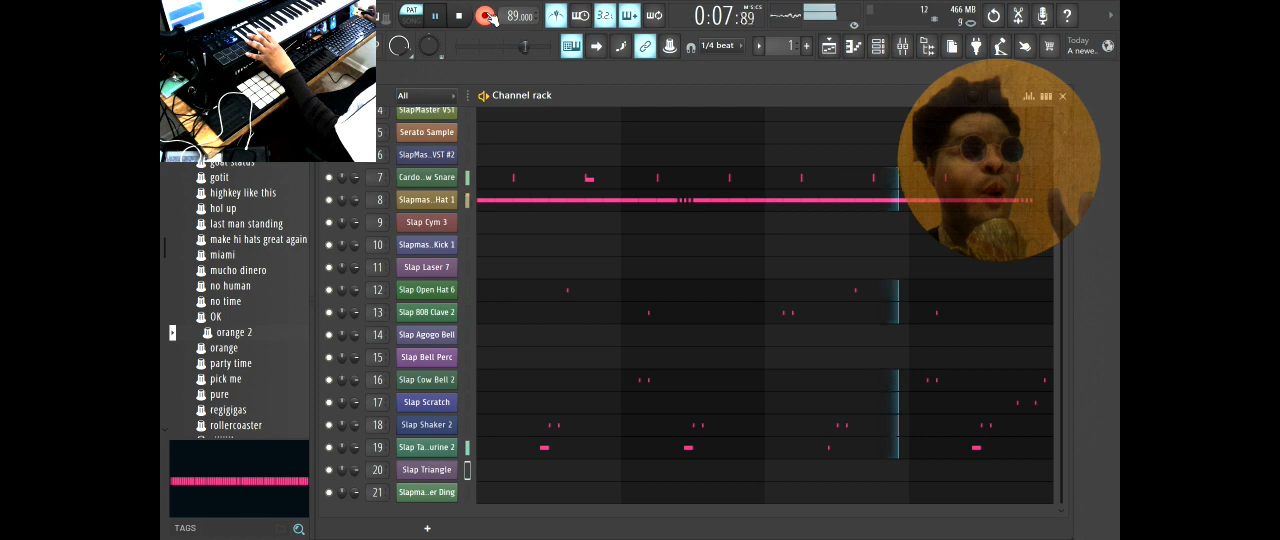 PAT
SONG
89.000
3.2.
0:07:89
M:S:CS
12
466 MB
9
1/4 beat
1
Today
A newe..
All
Channel rack
goat status
gotit
highkey like this
hol up
last man standing
make hi hats great again
miami
mucho dinero
no human
no time
OK
orange 2
orange
party time
pick me
pure
regigigas
rollercoaster
TAGS
4 SlapMaster VST
5 Serato Sample
6 SlapMas..VST #2
7 Cardo..w Snare
8 Slapmas..Hat 1
9 Slap Cym 3
10 Slapmas..Kick 1
11 Slap Laser 7
12 Slap Open Hat 6
13 Slap 808 Clave 2
14 Slap Agogo Bell
15 Slap Bell Perc
16 Slap Cow Bell 2
17 Slap Scratch
18 Slap Shaker 2
19 Slap Ta..urine 2
20 Slap Triangle
21 Slapma..er Ding
+